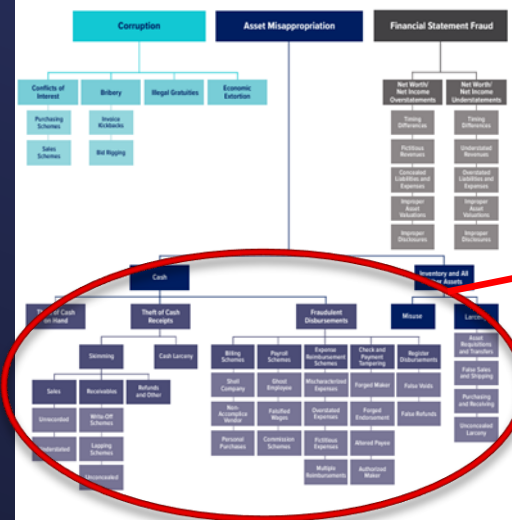 Corruption
Asset Misappropriation
Financial Statement Fraud
Conflicts of
Interest
Bribery
Illegal Gratuities
Economic
Extortion
Purchasing
Schemes
Sales
Schemes
Invoice
Kickbacks
Bid Rigging
Net Worth/
Net Income
Overstatements
Net Worth/
Net Income
Understatements
Timing
Differences
Timing
Differences
Fictitious
Revenues
Understated
Revenues
Concealed
Liabilities and
Expenses
Overstated
Liabilities and
Expenses
Improper
Asset
Valuations
Improper
Asset
Valuations
Improper
Disclosures
Improper
Disclosures
Cash
Inventory and All
Other Assets
Theft of Cash
on Hand
Theft of Cash
Receipts
Fraudulent
Disbursements
Misuse
Larceny
Skimming
Cash Larceny
Billing
Schemes
Payroll
Schemes
Expense
Reimbursement
Schemes
Check and
Payment
Tampering
Register
Disbursements
Asset
Requisitions
and Transfers
False Sales
and Shipping
Purchasing
and Receiving
Unconcealed
Larceny
Sales
Receivables
Refunds
and Other
Unrecorded
Understated
Write-Off
Schemes
Lapping
Schemes
Unconcealed
Shell
Company
Non-
Accomplice
Vendor
Personal
Purchases
Ghost
Employee
Falsified
Wages
Commission
Schemes
Mischaracterized
Expenses
Overstated
Expenses
Fictitious
Expenses
Multiple
Reimbursements
Forged Maker
Forged
Endorsement
Altered Payee
Authorized
Maker
False Voids
False Refunds